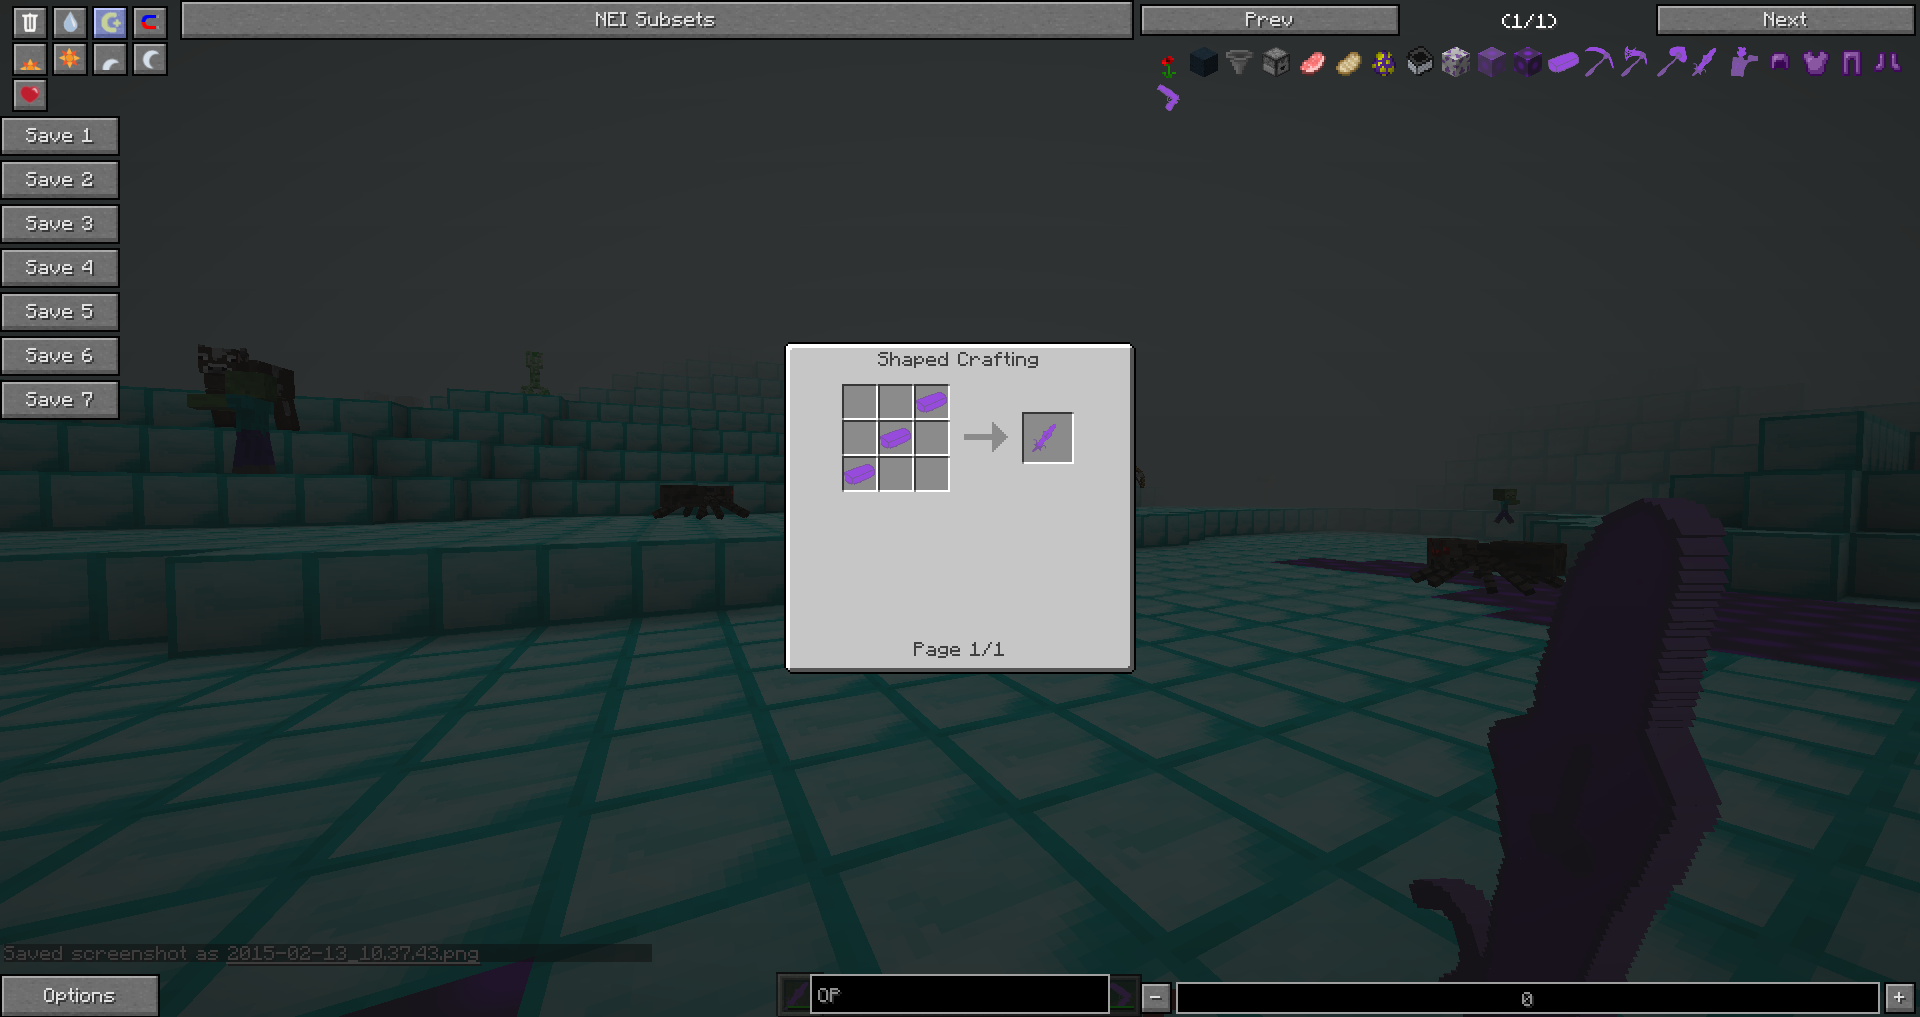 NEI Subsets
Prev
(1/1)
Next
Save 1
Save 2
Save 3
Save 4
Save 5
Save 6
Save 7
Shaped Crafting
Page 1/1
Saved screenshot as 2015-02-13_10.37.43.png
Options
OP
-
0
+